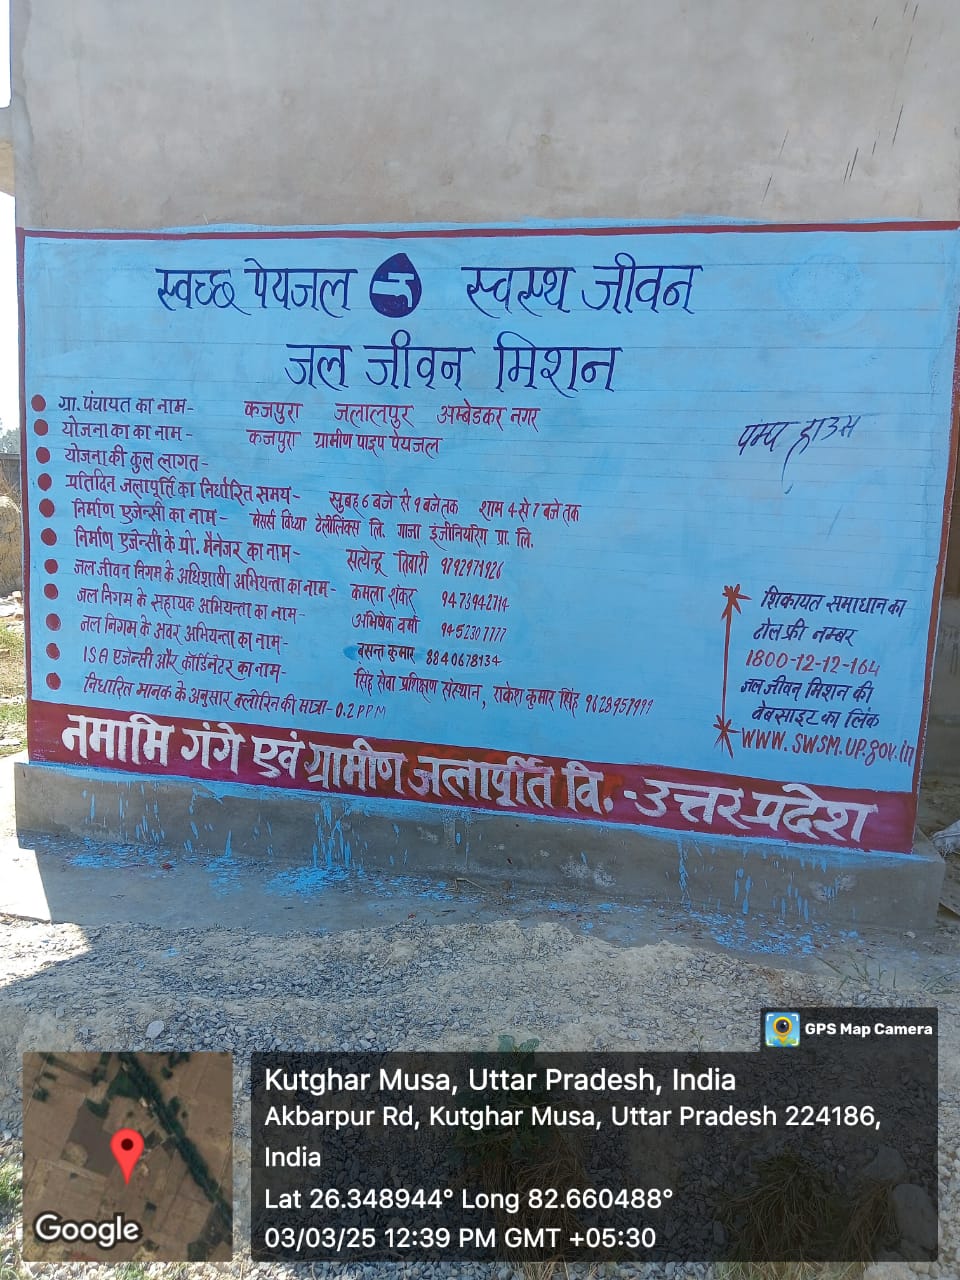 स्वच्छ पेयजल स्वस्थ जीवन
जल जीवन मिशन
ग्रा. पंचायत का नाम- कजपुरा जलालपुर अम्बेडकर नगर
योजना का का नाम- कजपुरा ग्रामीण पाइप पेयजल
योजना की कुल लागत-
प्रतिदिन जलापूर्ति का निर्धारित समय- सुबह 6 बजे से 9 बजे तक शाम 4 से 7 बजे तक
निर्माण एजेन्सी का नाम- मेसर्स विंध्या टेलीलिंक्स लि. गाजा इंजीनियरिंग प्रा. लि.
निर्माण एजेन्सी के प्रो. मैनेजर का नाम- सत्येन्द्र तिवारी 9792971926
जल जीवन निगम के अधिशाषी अभियन्ता का नाम- कमला शंकर
जल निगम के सहायक अभियन्ता का नाम- अभिषेक वर्मा 9452307777
जल निगम के अवर अभियन्ता का नाम- बसन्त कुमार 8840678134
ISA एजेन्सी और कॉर्डिनेटर का नाम- सिंह सेवा प्रशिक्षण संस्थान, राकेश कुमार सिंह
निर्धारित मानक के अनुसार क्लोरिन की मात्रा- 0.2 PPM
पम्प हाउस
शिकायत समाधान का
टोल फ्री नम्बर
1800-12-12-164
जल जीवन मिशन की
वेबसाइट का लिंक
WWW.SWSM.UP.gov.in
नमामि गंगे एवं ग्रामीण जलापूर्ति वि. -उत्तर प्रदेश
GPS Map Camera
Kutghar Musa, Uttar Pradesh, India
Akbarpur Rd, Kutghar Musa, Uttar Pradesh 224186,
India
Lat 26.348944° Long 82.660488°
03/03/25 12:39 PM GMT +05:30
Google